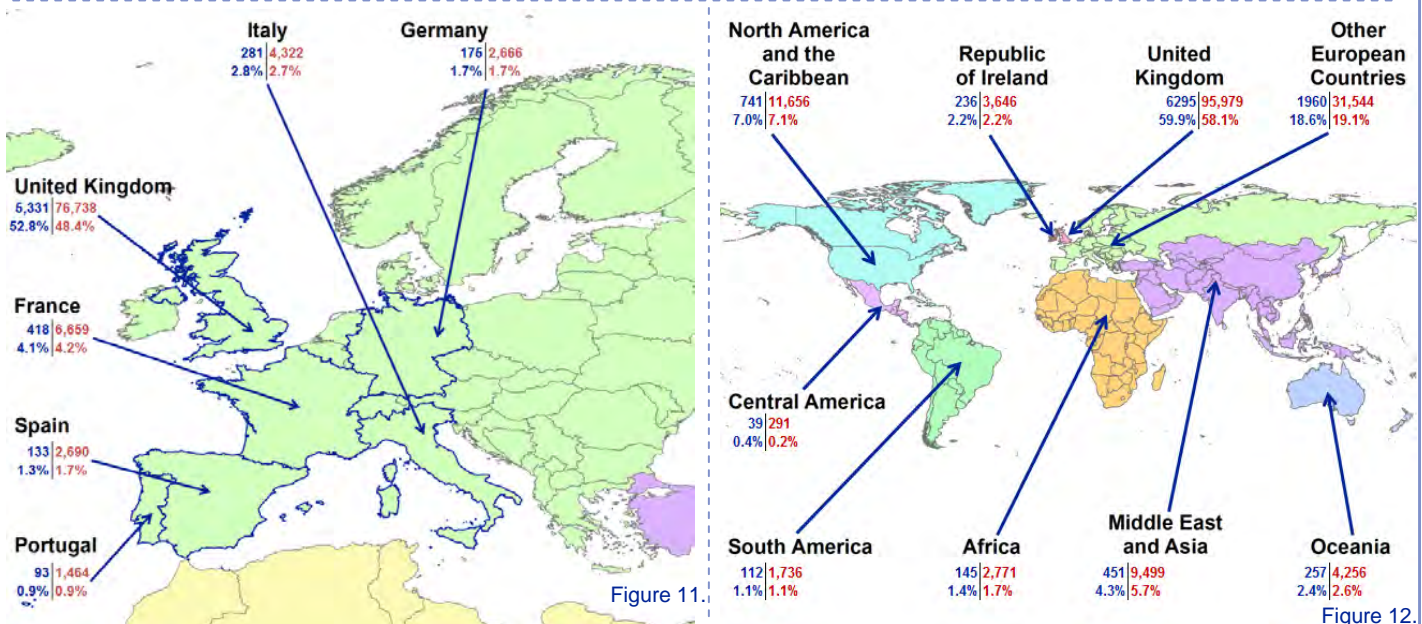 Italy
281 4,322
2.8% 2.7%
Germany
175 2,666
1.7% 1.7%
United Kingdom
5,331 76,738
52.8% 48.4%
France
418 6,659
4.1% 4.2%
Spain
133 2,690
1.3% 1.7%
Portugal
93 1,464
0.9% 0.9%
Figure 11.
North America
and the
Caribbean
741 11,656
7.0% 7.1%
Republic
of Ireland
236 3,646
2.2% 2.2%
United
Kingdom
6295 95,979
59.9% 58.1%
Other
European
Countries
1960 31,544
18.6% 19.1%
Central America
39 291
0.4% 0.2%
South America
112 1,736
1.1% 1.1%
Africa
145 2,771
1.4% 1.7%
Middle East
and Asia
451 9,499
4.3% 5.7%
Oceania
257 4,256
2.4% 2.6%
Figure 12.